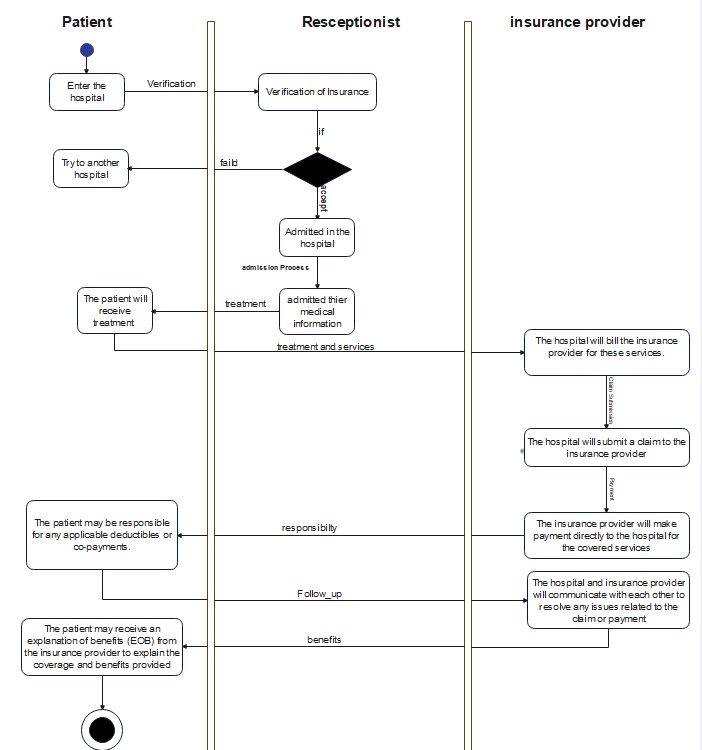 Patient
Resceptionist
insurance provider
Enter the
hospital
Verification
Verification of Insurance
if
Try to another
hospital
faild
accept
Admitted in the
hospital
admission Process
The patient will
receive
treatment
treatment
admitted thier
medical
information
treatment and services
The hospital will bill the insurance
provider for these services.
Claim Submission
The hospital will submit a claim to the
insurance provider
Payment
The patient may be responsible
for any applicable deductibles or
co-payments.
responsibilty
The insurance provider will make
payment directly to the hospital for
the covered services
Follow_up
The hospital and insurance provider
will communicate with each other to
resolve any issues related to the
claim or payment
The patient may receive an
explanation of benefits (EOB) from
the insurance provider to explain the
coverage and benefits provided
benefits